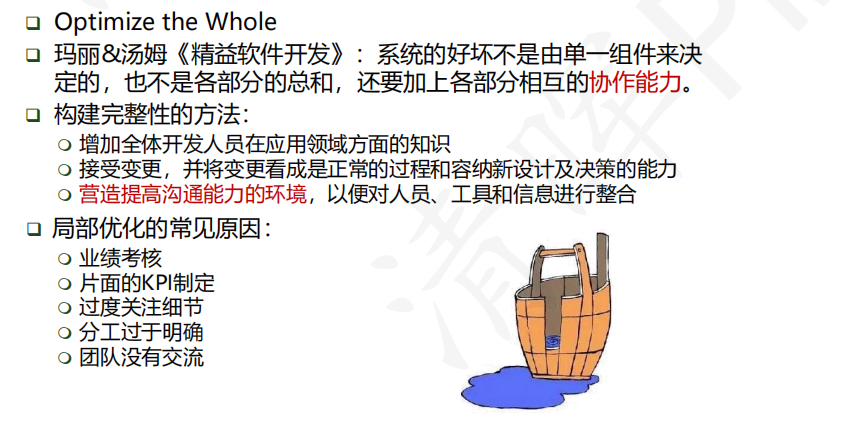 Optimize the Whole
玛丽&汤姆《精益软件开发》：系统的好坏不是由单一组件来决
定的，也不是各部分的总和，还要加上各部分相互的协作能力。
构建完整性的方法：
增加全体开发人员在应用领域方面的知识
接受变更，并将变更看成是正常的过程和容纳新设计及决策的能力
营造提高沟通能力的环境，以便对人员、工具和信息进行整合
局部优化的常见原因：
业绩考核
片面的KPI制定
过度关注细节
分工过于明确
团队没有交流
清晖P